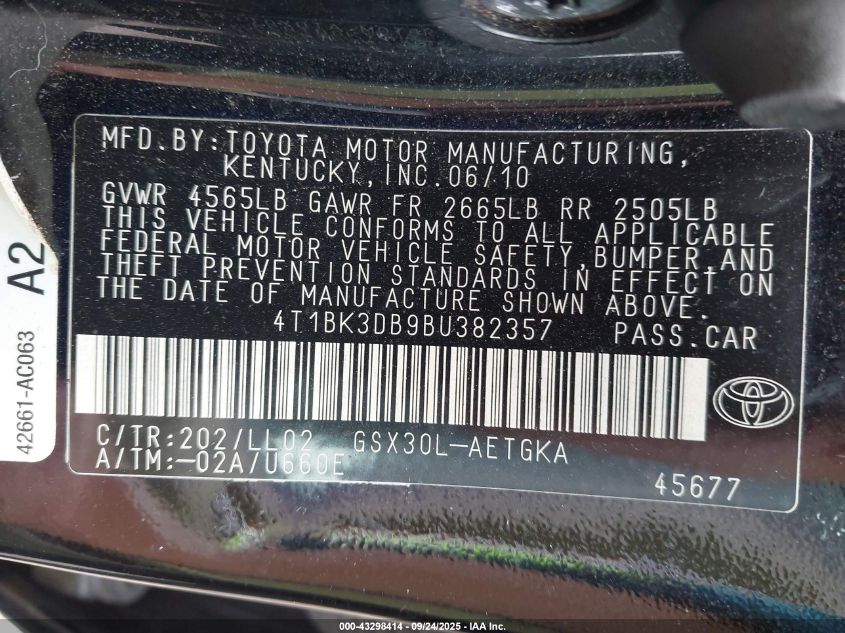 MFD.BY:TOYOTA MOTOR MANUFACTURING,
KENTUCKY, INC.06/10
GVWR 4565LB GAWR FR 2665LB RR 2505LB
THIS VEHICLE CONFORMS TO ALL APPLICABLE
FEDERAL MOTOR VEHICLE SAFETY,BUMPER,AND
THEFT PREVENTION STANDARDS IN EFFECT ON
THE DATE OF MANUFACTURE SHOWN ABOVE.
4T1BK3DB9BU382357 PASS.CAR
C/TR:202/LL02 GSX30L-AETGKA
A/TM:-02A/U660E
45677
42661-AC063 A2
000-43298414 - 09/24/2025 - IAA, Inc.